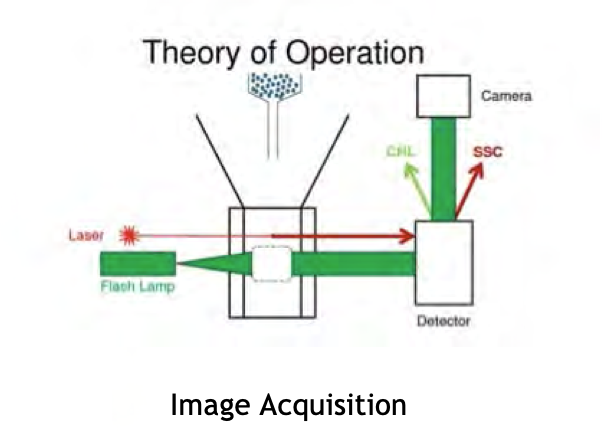 Theory of Operation
Camera
CHL
SSC
Laser
Flash Lamp
Detector
Image Acquisition